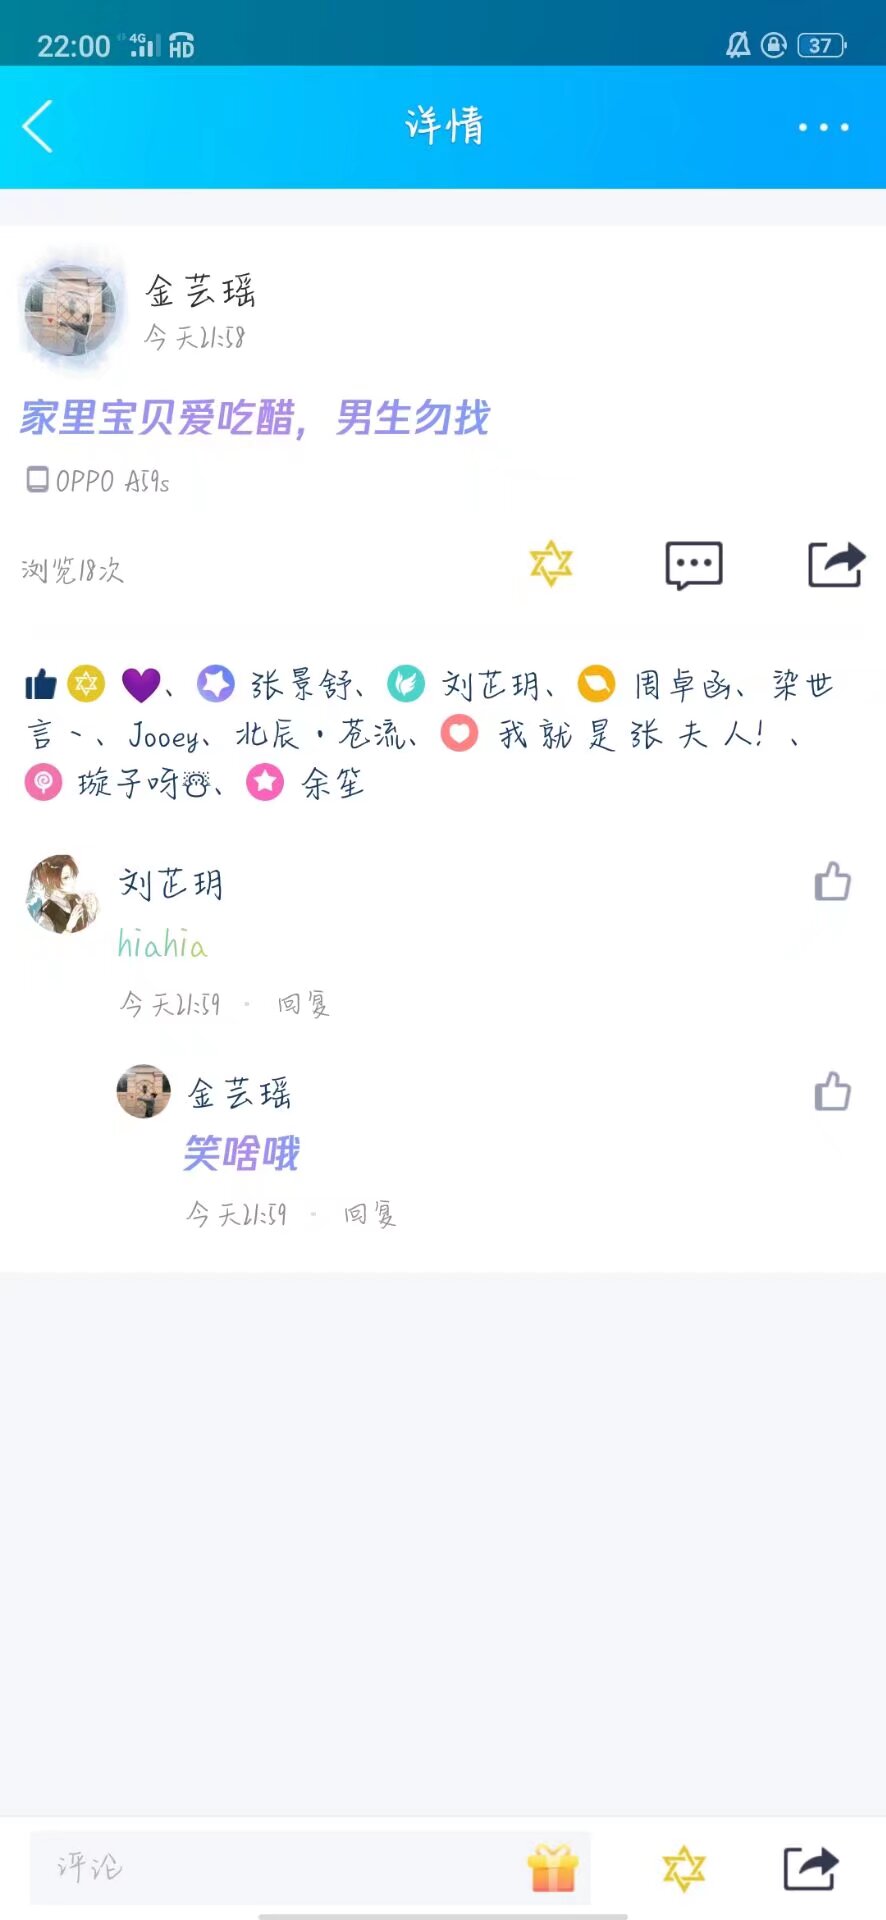 22:00 4G HD 37
详情
金芸瑶
今天21:58
家里宝贝爱吃醋，男生勿找
OPPO A59s
浏览18次
、张景舒、刘芷玥、周卓函、染世
言丶、Jooey、北辰·苍流、我就是张夫人！、
璇子呀☃、余笙
刘芷玥
hiahia
今天21:59 · 回复
金芸瑶
笑啥哦
今天21:59 · 回复
评论